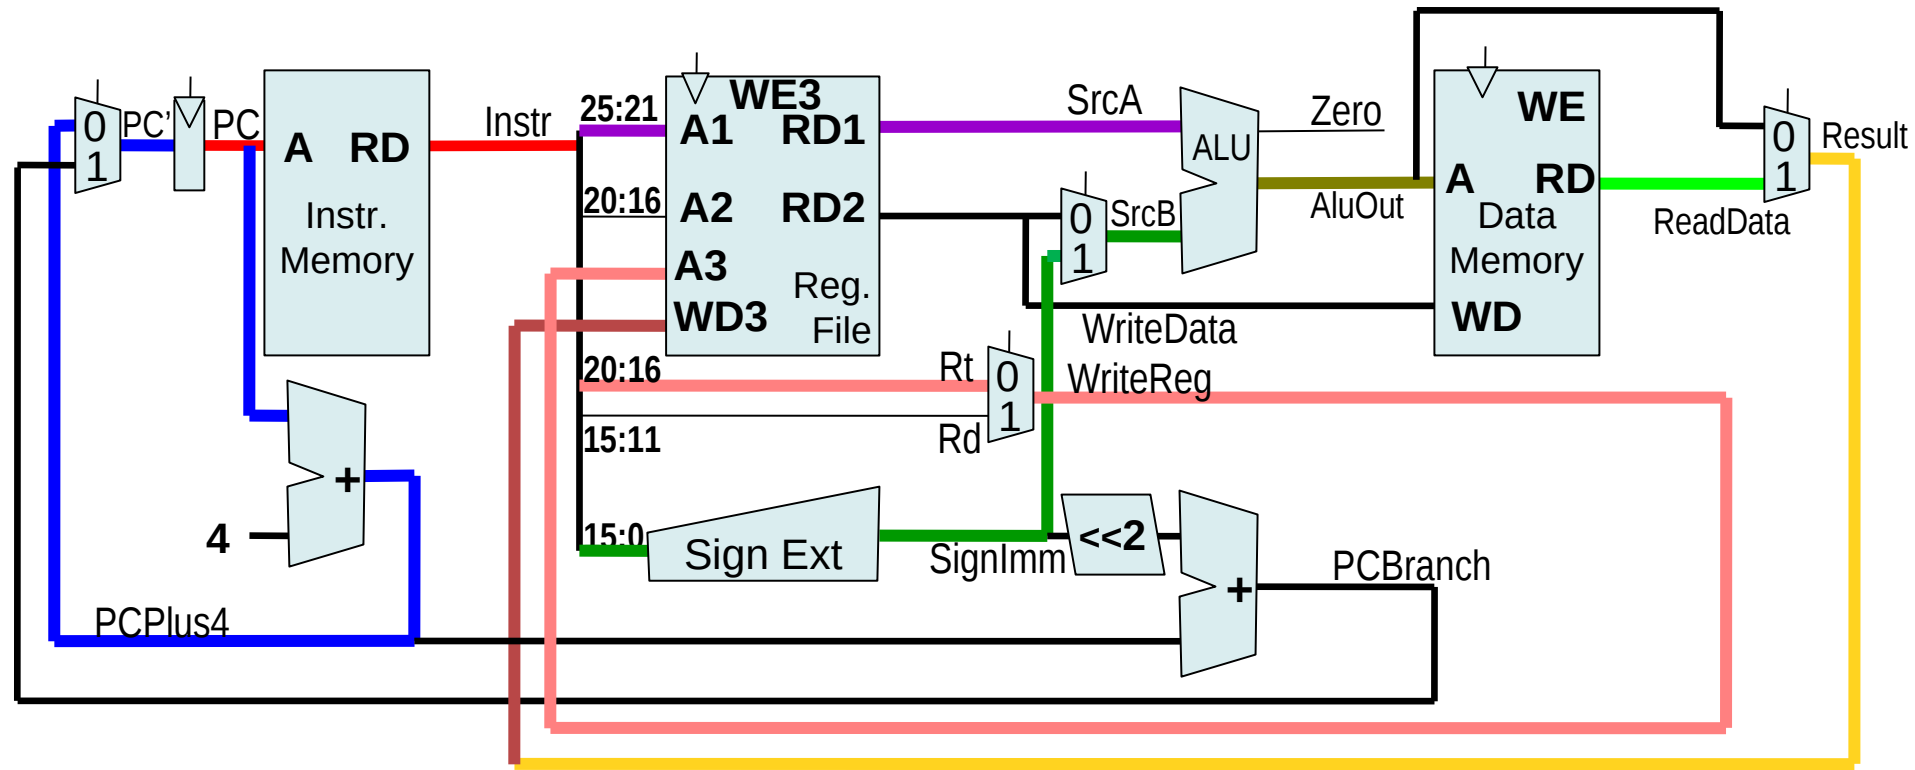 0
1
PC'
PC
A RD
Instr.
Memory
Instr
25:21
20:16
WE3
A1 RD1
A2 RD2
A3
WD3
Reg.
File
SrcA
0
1
SrcB
ALU
Zero
AluOut
WE
A RD
Data
Memory
WD
ReadData
0
1
Result
WriteData
20:16
Rt
0
1
WriteReg
15:11
Rd
+
4
15:0
Sign Ext
SignImm
<<2
+
PCBranch
PCPlus4